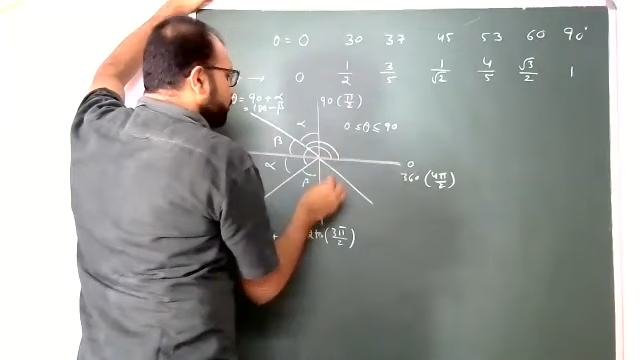 θ = 0 30 37 45 53 60 90°
→ 0 1/2 3/5 1/√2 4/5 √3/2 1
θ = 90 + α
= 180 - β
90 (π/2)
α
0 ≤ θ ≤ 90
β
0
α
β
360 (4π/2)
+
(3π/2)